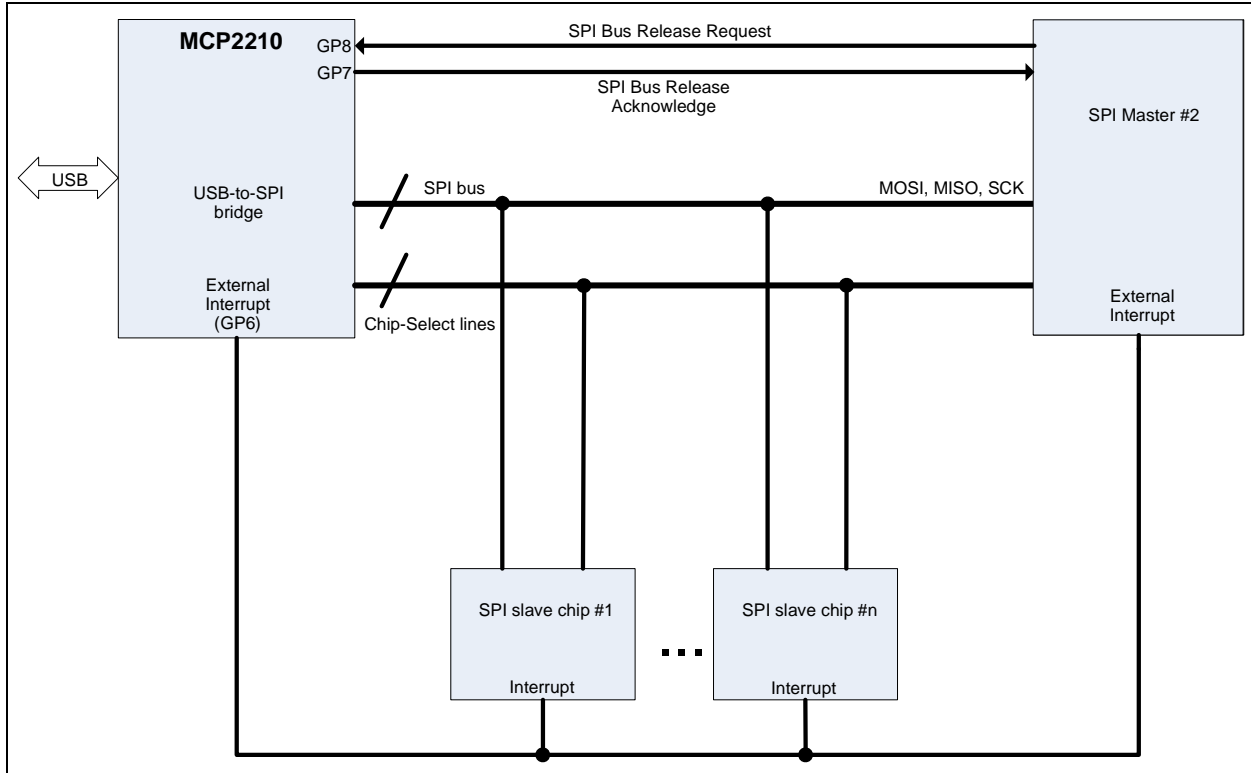 MCP2210
GP8
SPI Bus Release Request
GP7
SPI Bus Release
Acknowledge
SPI Master #2
USB
USB-to-SPI
bridge
SPI bus
MOSI, MISO, SCK
External
Interrupt
(GP6)
Chip-Select lines
External
Interrupt
SPI slave chip #1
SPI slave chip #n
Interrupt
Interrupt